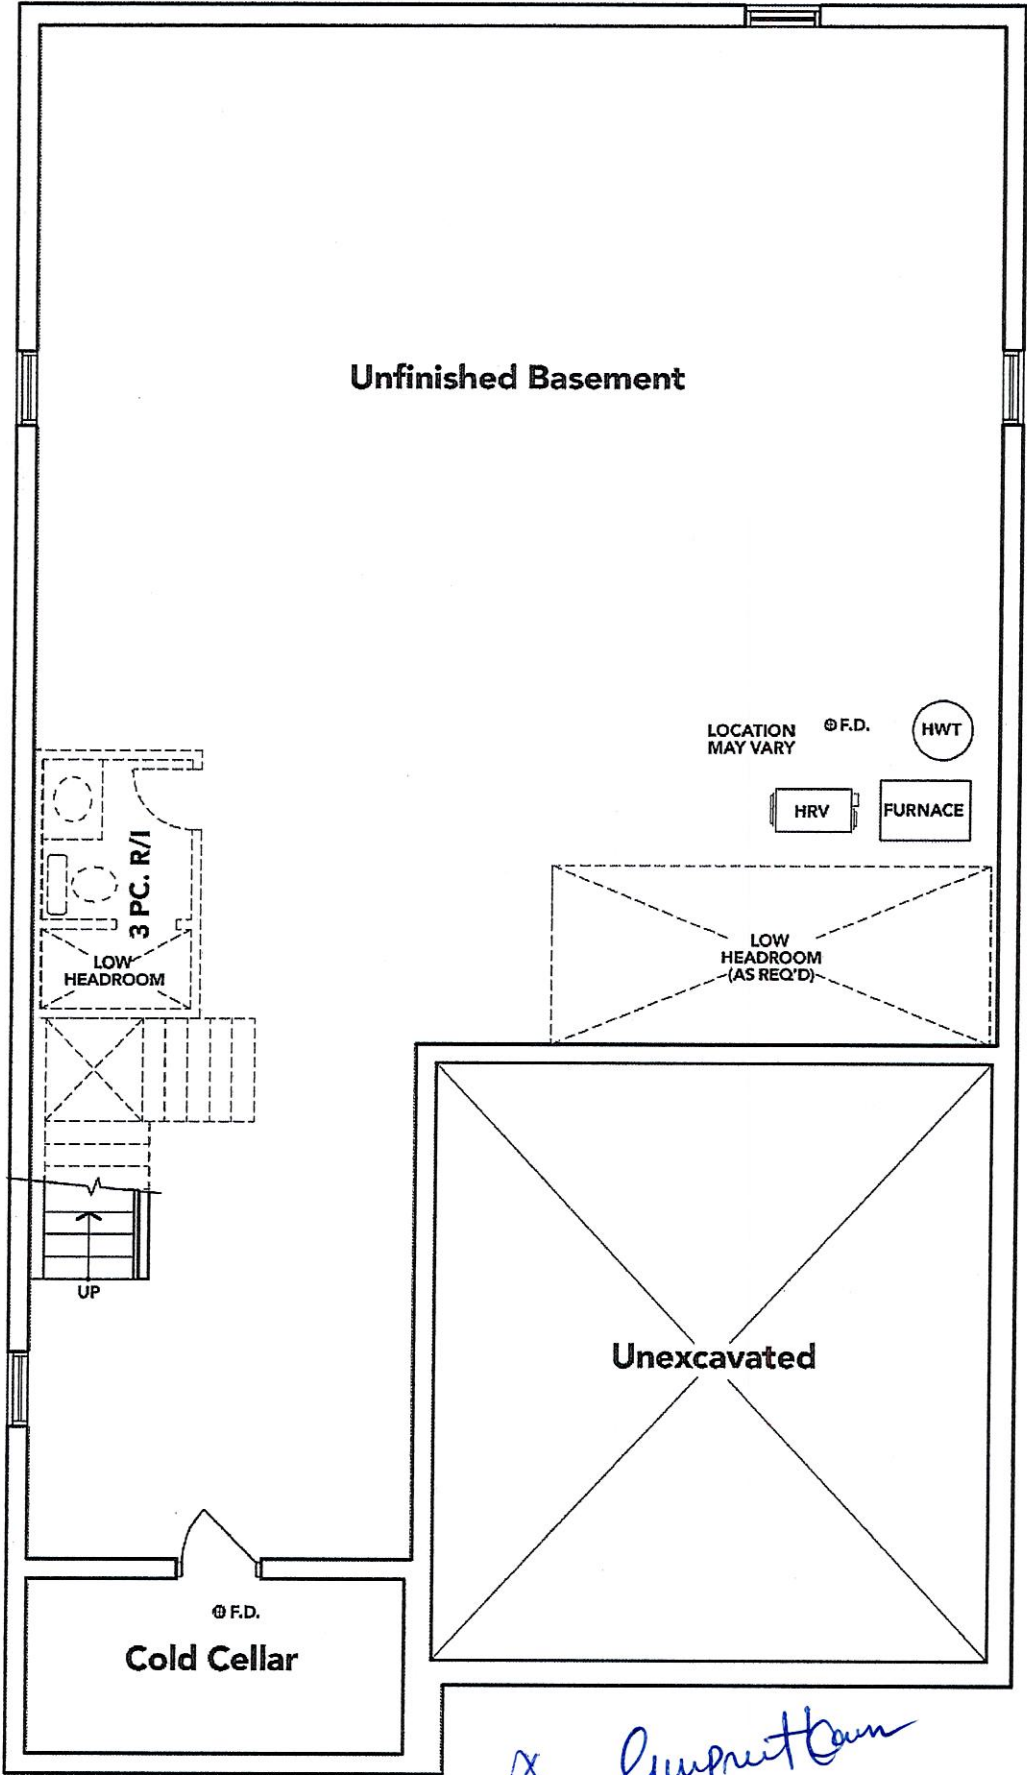 Unfinished Basement
LOCATION
MAY VARY
F.D.
HWT
HRV
FURNACE
3 PC. R/I
LOW
HEADROOM
LOW
HEADROOM
(AS REQ'D)
UP
Unexcavated
F.D.
Cold Cellar
x